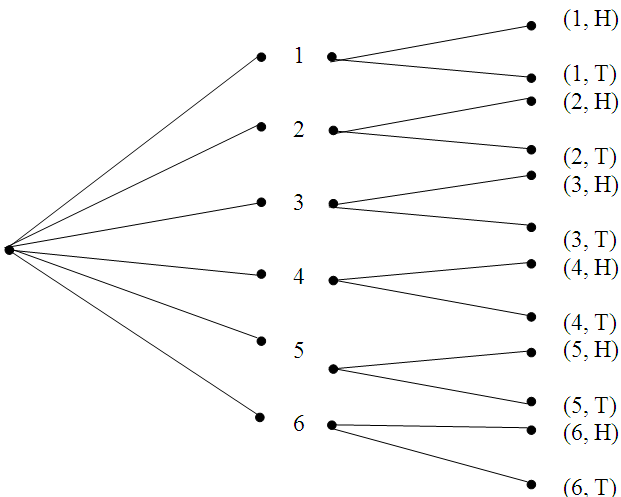 1
2
3
4
5
6
(1, H)
(1, T)
(2, H)
(2, T)
(3, H)
(3, T)
(4, H)
(4, T)
(5, H)
(5, T)
(6, H)
(6, T)